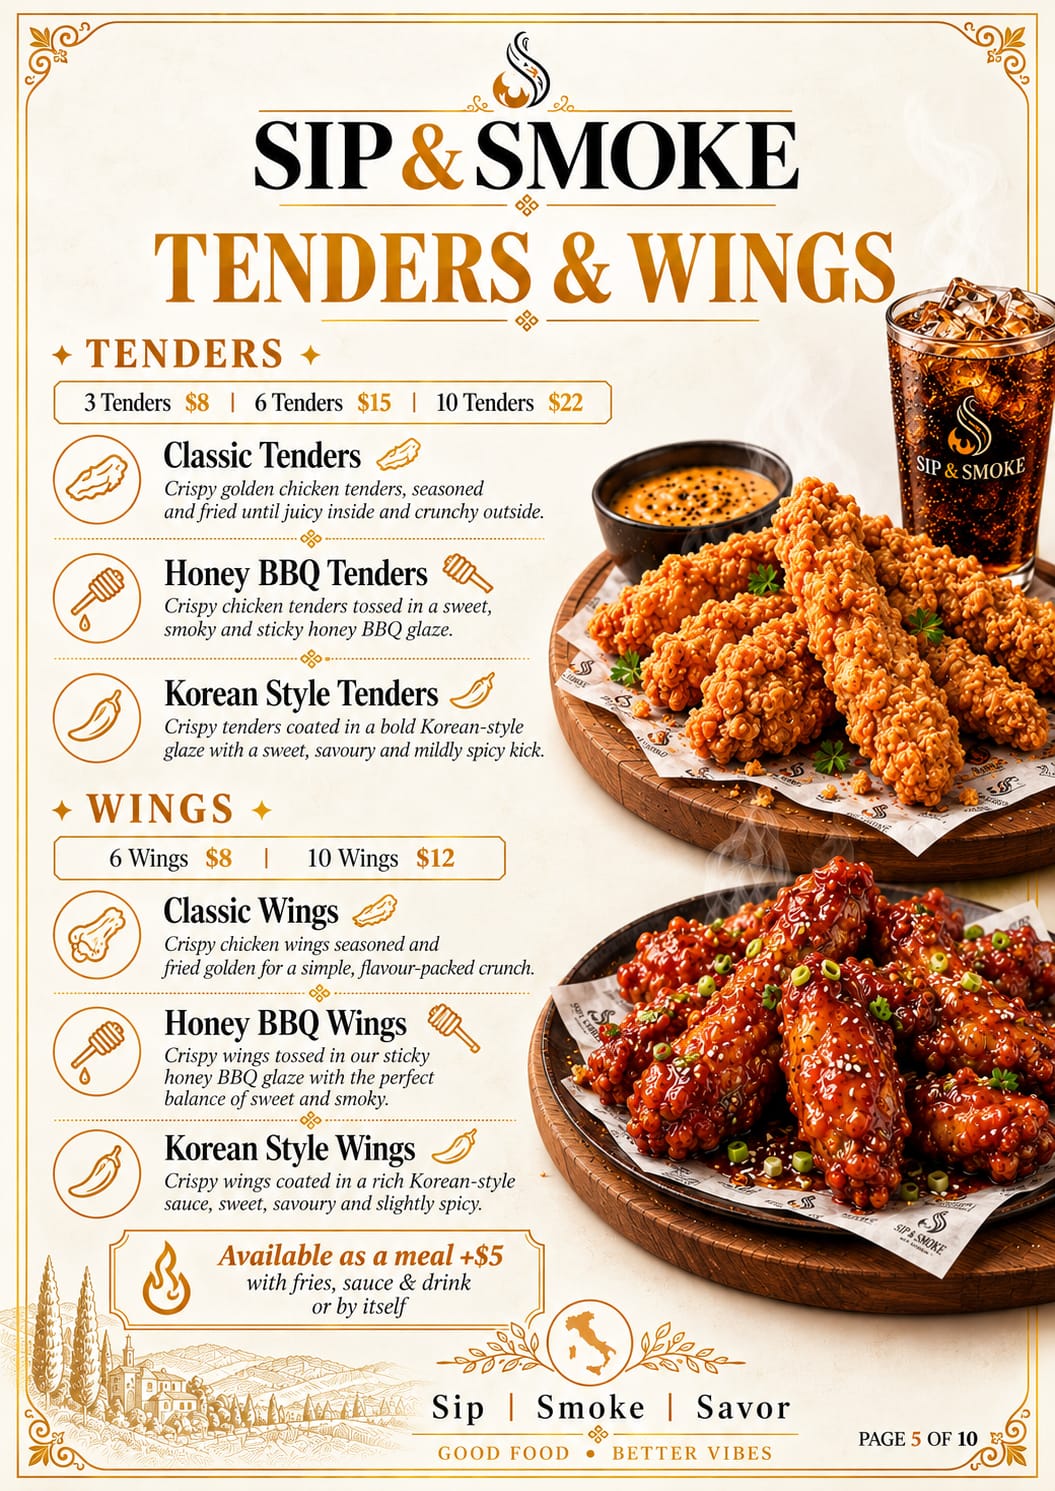 SIP & SMOKE
TENDERS & WINGS
TENDERS
3 Tenders $8 | 6 Tenders $15 | 10 Tenders $22
Classic Tenders
Crispy golden chicken tenders, seasoned
and fried until juicy inside and crunchy outside.
Honey BBQ Tenders
Crispy chicken tenders tossed in a sweet,
smoky and sticky honey BBQ glaze.
Korean Style Tenders
Crispy tenders coated in a bold Korean-style
glaze with a sweet, savoury and mildly spicy kick.
SIP & SMOKE
WINGS
6 Wings $8 | 10 Wings $12
Classic Wings
Crispy chicken wings seasoned and
fried golden for a simple, flavour-packed crunch.
Honey BBQ Wings
Crispy wings tossed in our sticky
honey BBQ glaze with the perfect
balance of sweet and smoky.
Korean Style Wings
Crispy wings coated in a rich Korean-style
sauce, sweet, savoury and slightly spicy.
SIP & SMOKE
Available as a meal +$5
with fries, sauce & drink
or by itself
Sip | Smoke | Savor
GOOD FOOD • BETTER VIBES
PAGE 5 OF 10